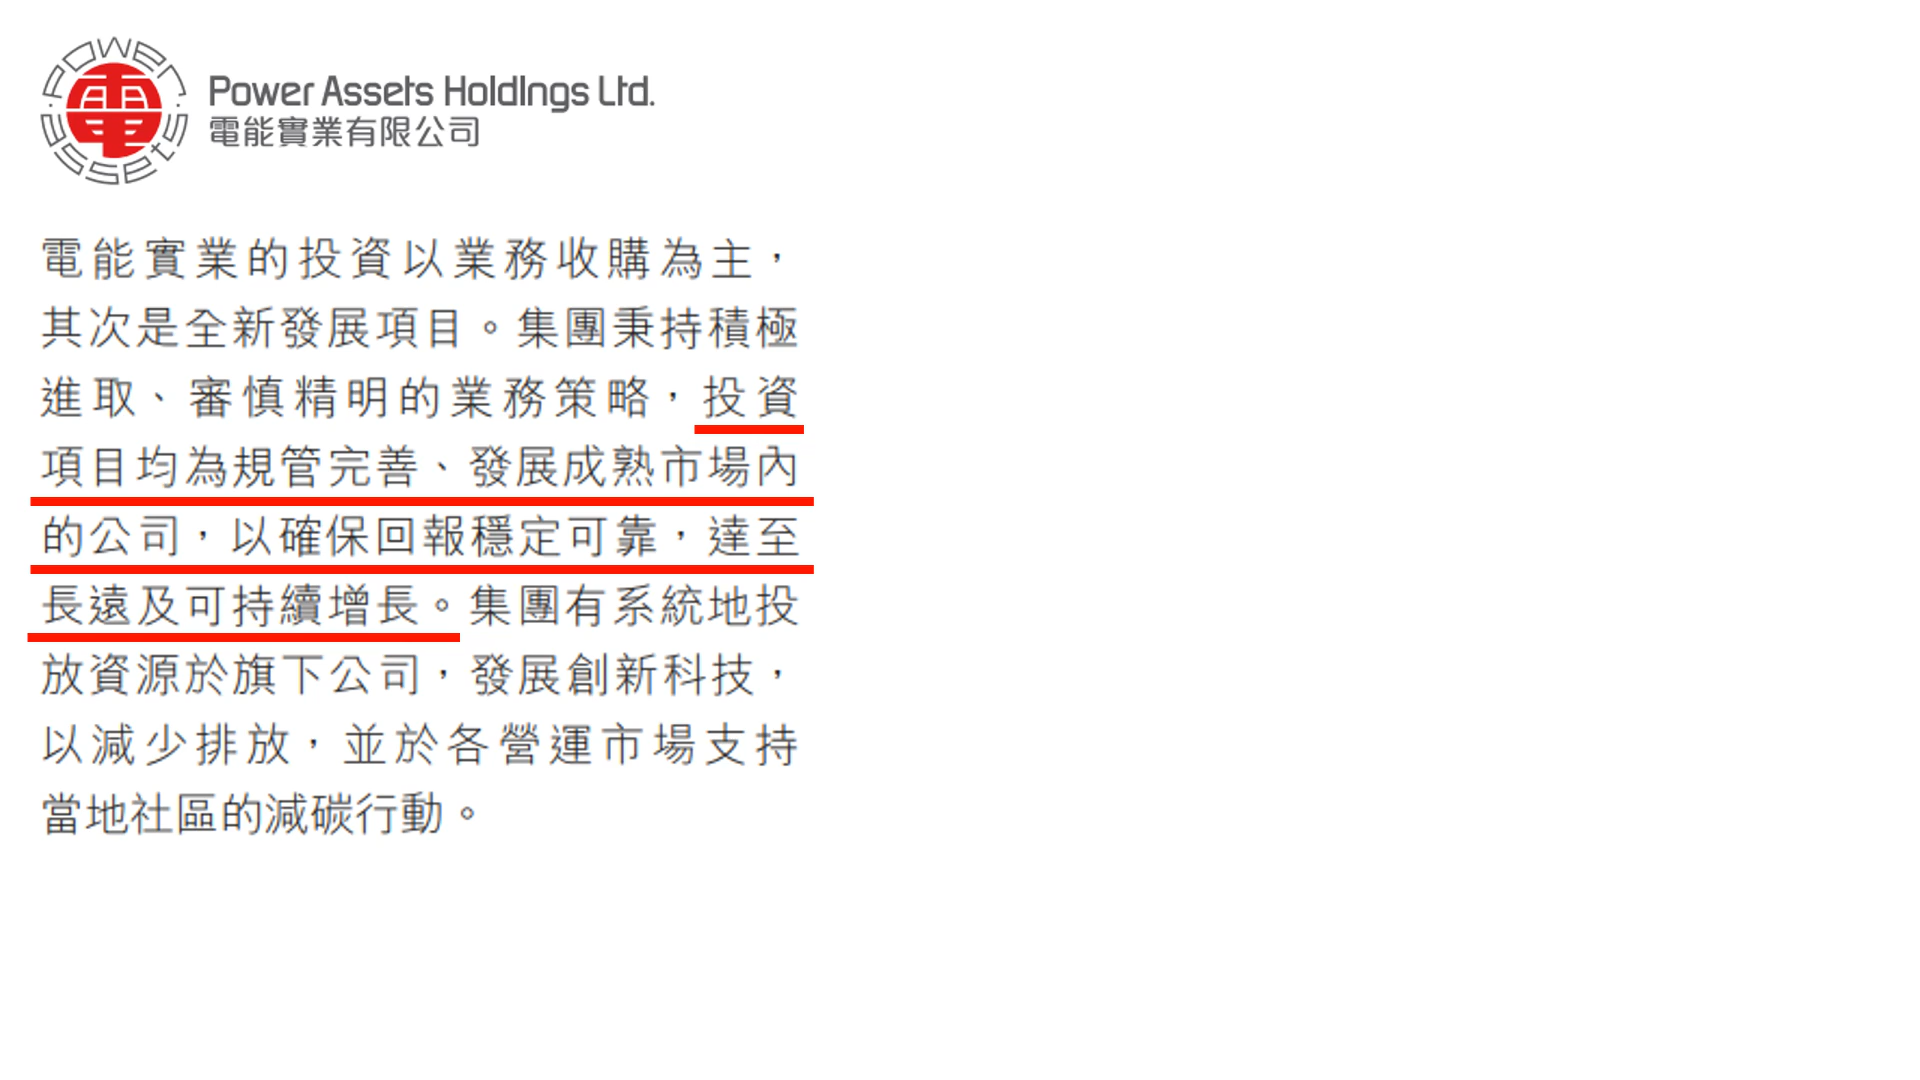 POWER
Assets
電
Power Assets Holdings Ltd.
電能實業有限公司
電能實業的投資以業務收購為主，
其次是全新發展項目。集團秉持積極
進取、審慎精明的業務策略，投資
項目均為規管完善、發展成熟市場內
的公司，以確保回報穩定可靠，達至
長遠及可持續增長。集團有系統地投
放資源於旗下公司，發展創新科技，
以減少排放，並於各營運市場支持
當地社區的減碳行動。